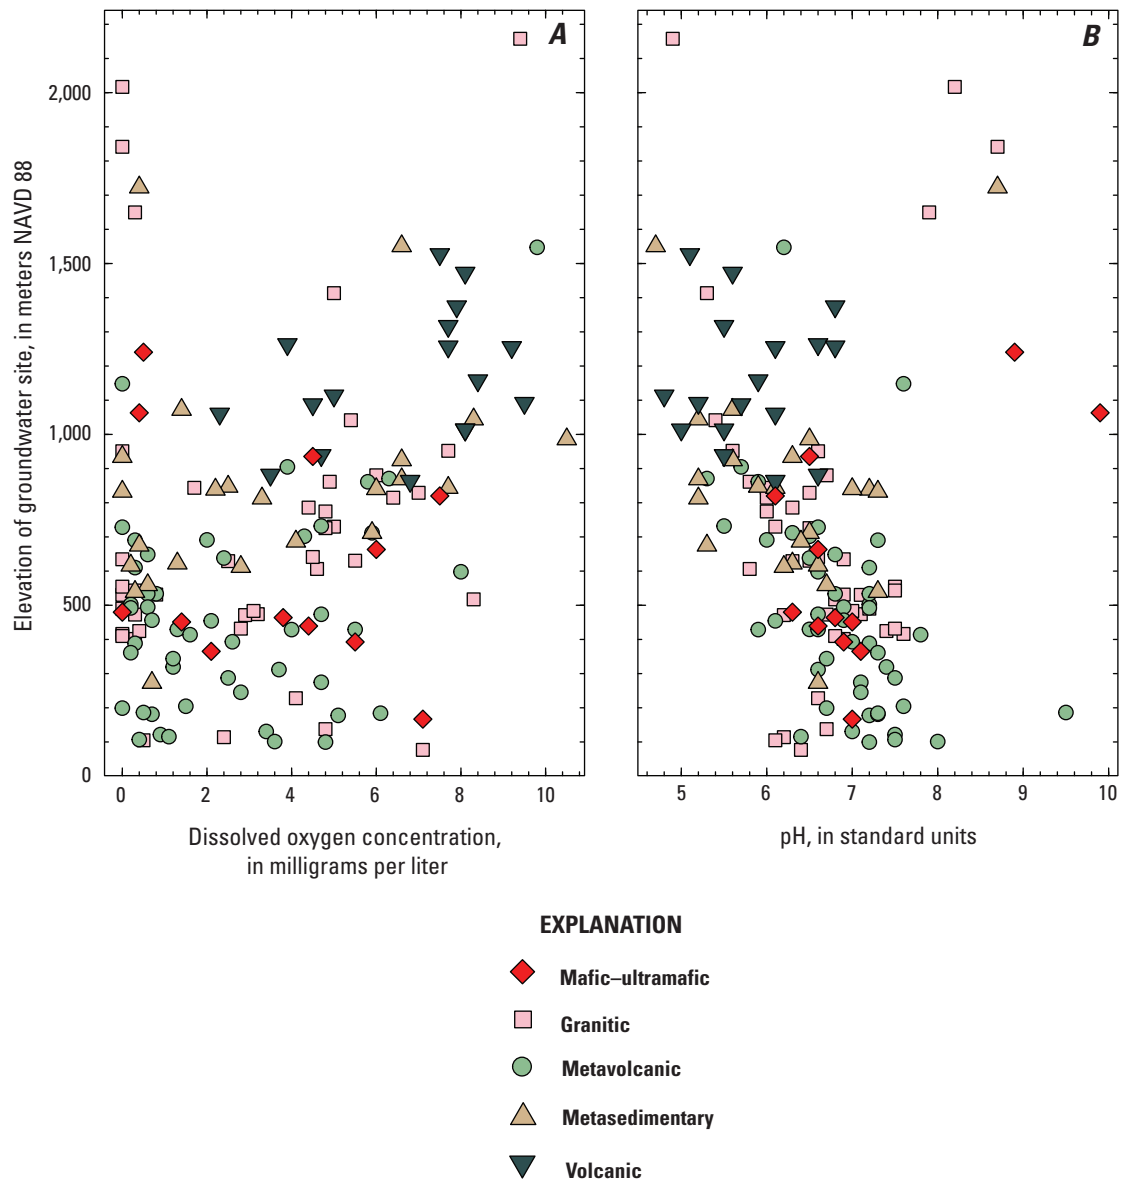 A
B
Elevation of groundwater site, in meters NAVD 88
2,000
1,500
1,000
500
0
0 2 4 6 8 10
5 6 7 8 9 10
Dissolved oxygen concentration,
in milligrams per liter
pH, in standard units
EXPLANATION
Mafic–ultramafic
Granitic
Metavolcanic
Metasedimentary
Volcanic